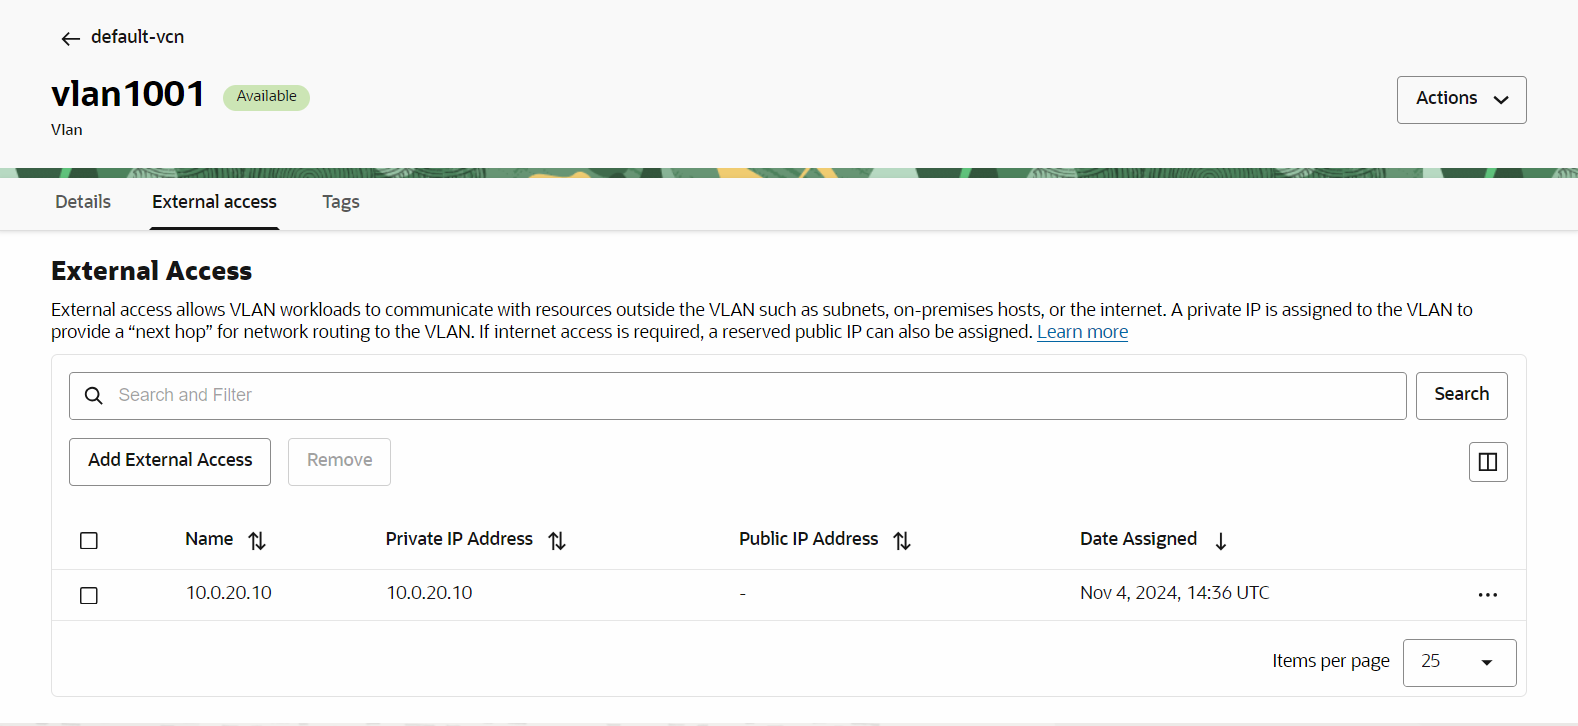 default-vcn
vlan1001 Available
Vlan
Actions
Details External access Tags
External Access
External access allows VLAN workloads to communicate with resources outside the VLAN such as subnets, on-premises hosts, or the internet. A private IP is assigned to the VLAN to
provide a “next hop” for network routing to the VLAN. If internet access is required, a reserved public IP can also be assigned. Learn more
Search and Filter Search
Add External Access Remove
Name Private IP Address Public IP Address Date Assigned
10.0.20.10 10.0.20.10 - Nov 4, 2024, 14:36 UTC
Items per page 25